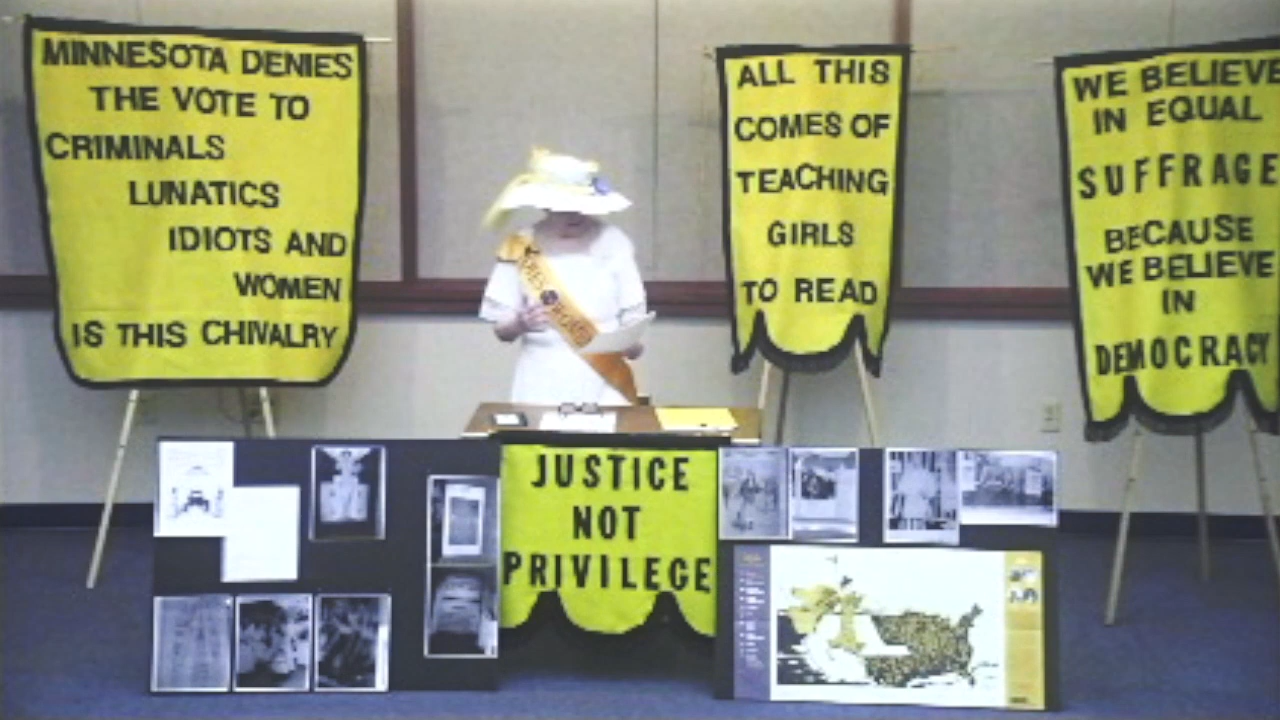 MINNESOTA DENIES
THE VOTE TO
CRIMINALS
LUNATICS
IDIOTS AND
WOMEN
IS THIS CHIVALRY
ALL THIS
COMES OF
TEACHING
GIRLS
TO READ
WE BELIEVE
IN EQUAL
SUFFRAGE
BECAUSE
WE BELIEVE
IN
DEMOCRACY
JUSTICE
NOT
PRIVILEGE